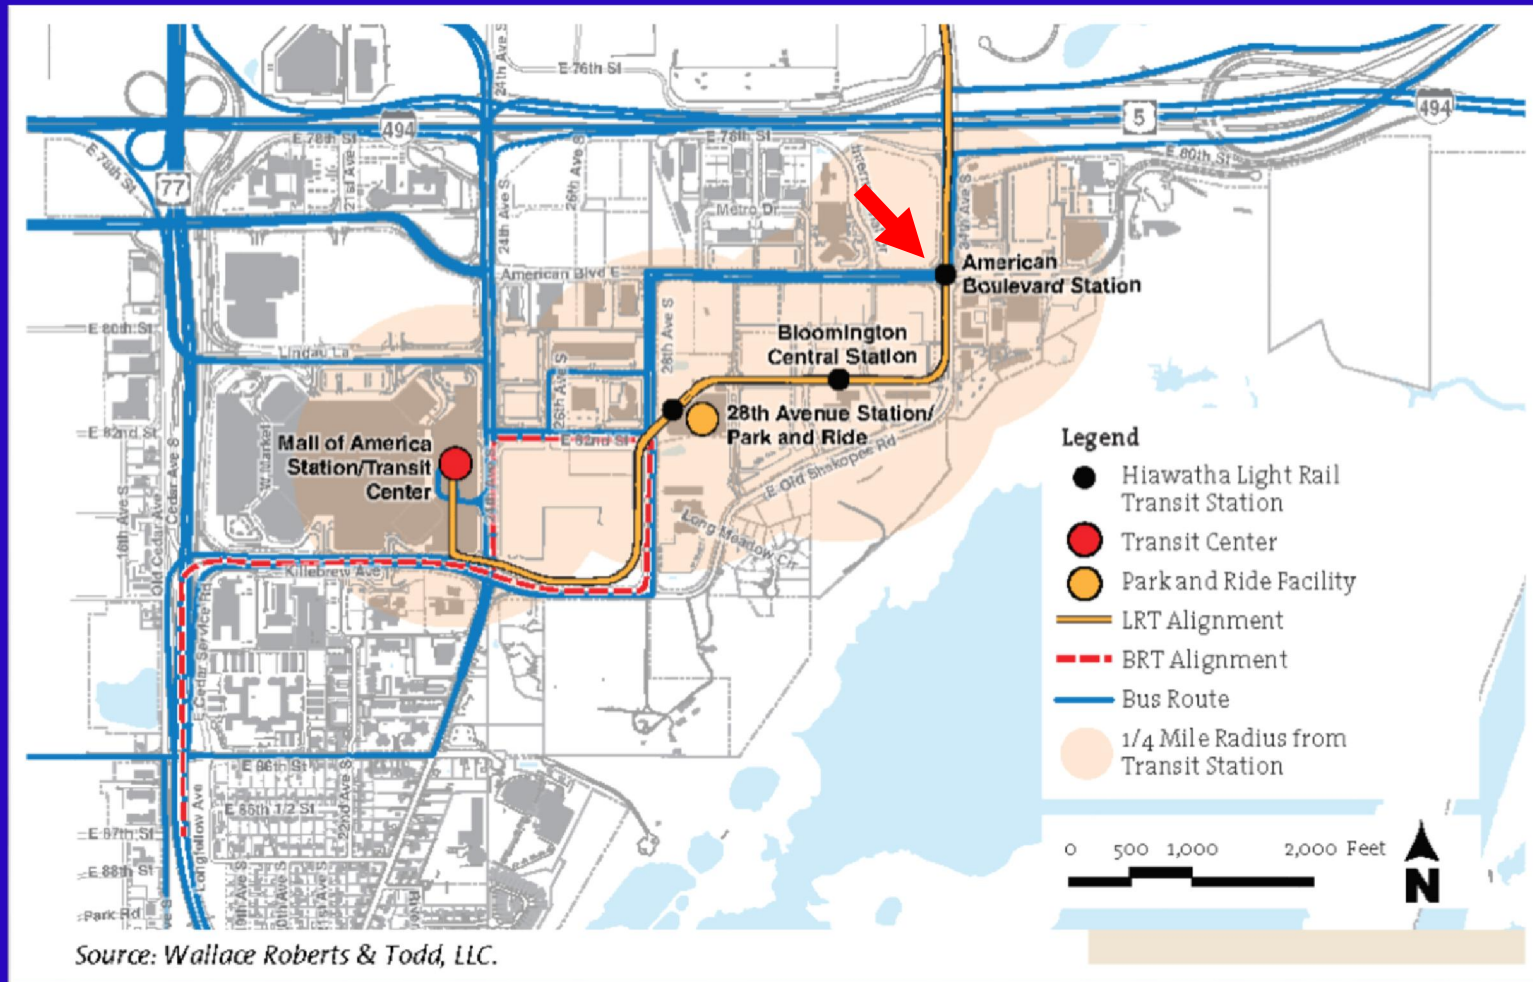 24th Ave S
E 76th St
494
5
494
E 78th St
E 78th St
E 78th St
E 80th St
77
21st Ave S
26th Ave S
24th Ave S
Metro Dr
34th Ave S
American Blvd E
American
Boulevard Station
Bloomington
Central Station
E 80th St
Lindau La
28th Ave S
26th Ave S
28th Avenue Station/
Park and Ride
E 82nd St
E 82nd St
Mall of America
Station/Transit
Center
W Market
Cedar Ave S
Old Cedar Ave
16th Ave S
24th Ave S
E Old Shakopee Rd
Long Meadow Cir
Killebrew Ave
E Cedar Service Rd
E 86th St
E 86th 1/2 St
22nd Ave S
Longfellow Ave
E 87th St
E 88th St
Park Rd
Legend
Hiawatha Light Rail
Transit Station
Transit Center
Park and Ride Facility
LRT Alignment
BRT Alignment
Bus Route
1/4 Mile Radius from
Transit Station
0 500 1,000 2,000 Feet
N
Source: Wallace Roberts & Todd, LLC.